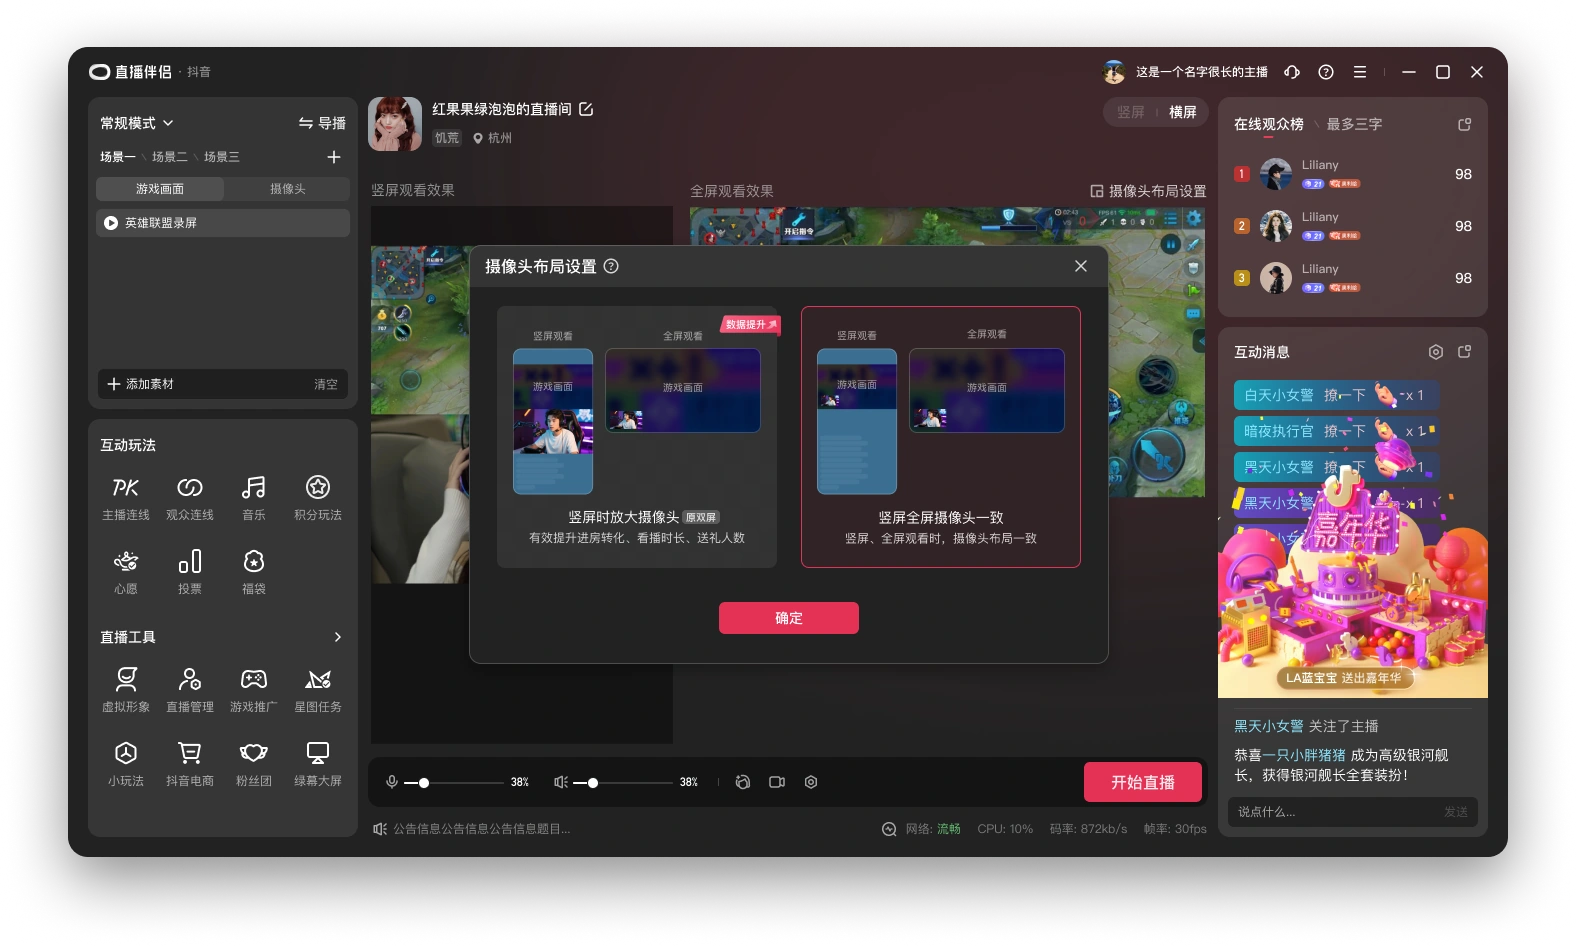 直播伴侣 · 抖音
这是一个名字很长的主播
常规模式
导播
场景一 \ 场景二 \ 场景三
游戏画面
摄像头
英雄联盟录屏
添加素材
清空
互动玩法
主播连线
观众连线
音乐
积分玩法
心愿
投票
福袋
直播工具
虚拟形象
直播管理
游戏推广
星图任务
小玩法
抖音电商
粉丝团
绿幕大屏
红果果绿泡泡的直播间
饥荒
杭州
竖屏
横屏
竖屏观看效果
全屏观看效果
摄像头布局设置
开启指令
摄像头布局设置
数据提升
竖屏观看
全屏观看
游戏画面
游戏画面
竖屏时放大摄像头 原双屏
有效提升进房转化、看播时长、送礼人数
竖屏观看
全屏观看
游戏画面
游戏画面
竖屏全屏摄像头一致
竖屏、全屏观看时，摄像头布局一致
确定
38%
38%
开始直播
公告信息公告信息公告信息题目...
网络: 流畅
CPU: 10%
码率: 872kb/s
帧率: 30fps
在线观众榜 \ 最多三字
1
Liliany
21
98
2
Liliany
21
98
3
Liliany
21
98
互动消息
白天小女警 撩一下 x 1
暗夜执行官 撩一下 x 1
黑天小女警 撩一下 x 1
黑天小女警 x 1
嘉年华
LA蓝宝宝 送出嘉年华
黑天小女警 关注了主播
恭喜一只小胖猪猪 成为高级银河舰
长，获得银河舰长全套装扮！
说点什么...
发送